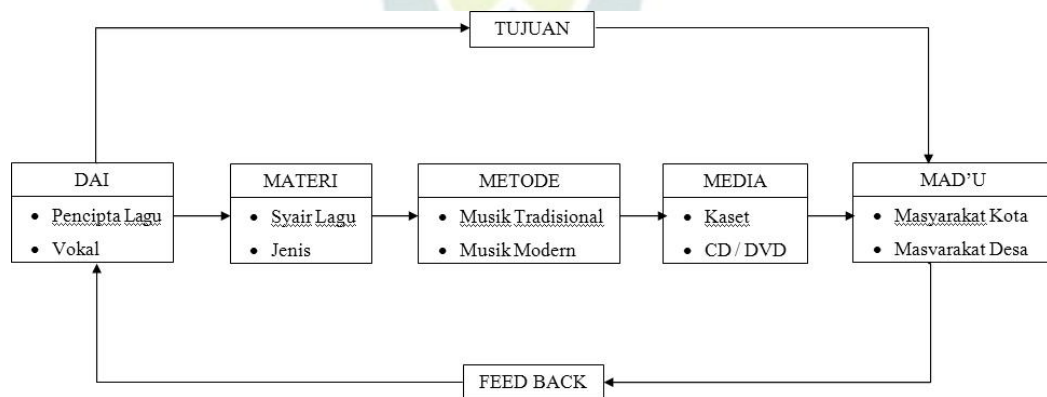 TUJUAN
DAI
• Pencipta Lagu
• Vokal
MATERI
• Syair Lagu
• Jenis
METODE
• Musik Tradisional
• Musik Modern
MEDIA
• Kaset
• CD / DVD
MAD'U
• Masyarakat Kota
• Masyarakat Desa
FEED BACK